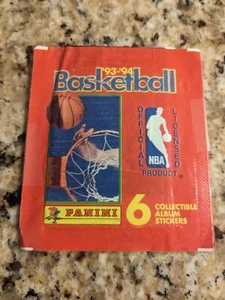 '93-'94
Basketball
OFFICIAL
LICENSED
NBA
PRODUCT
PANINI
6
COLLECTIBLE
ALBUM
STICKERS